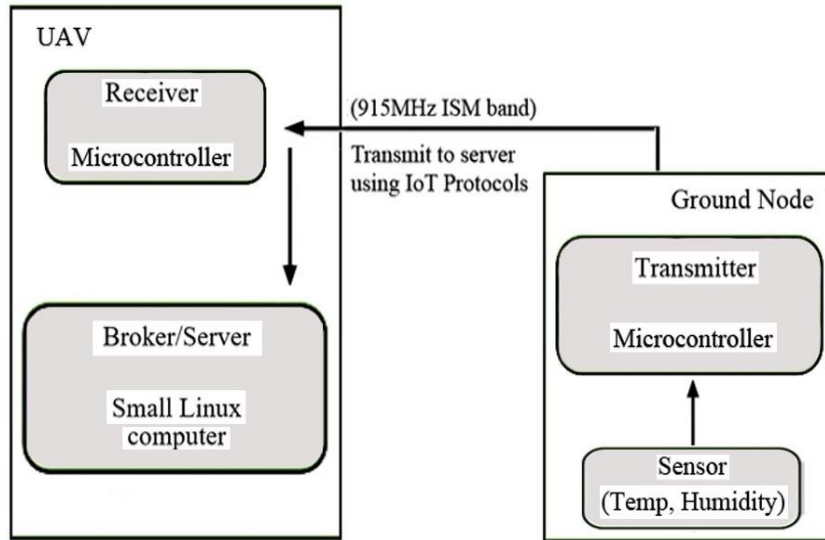 UAV
Receiver
Microcontroller
(915MHz ISM band)
Transmit to server
using IoT Protocols
Broker/Server
Small Linux
computer
Ground Node
Transmitter
Microcontroller
Sensor
(Temp, Humidity)